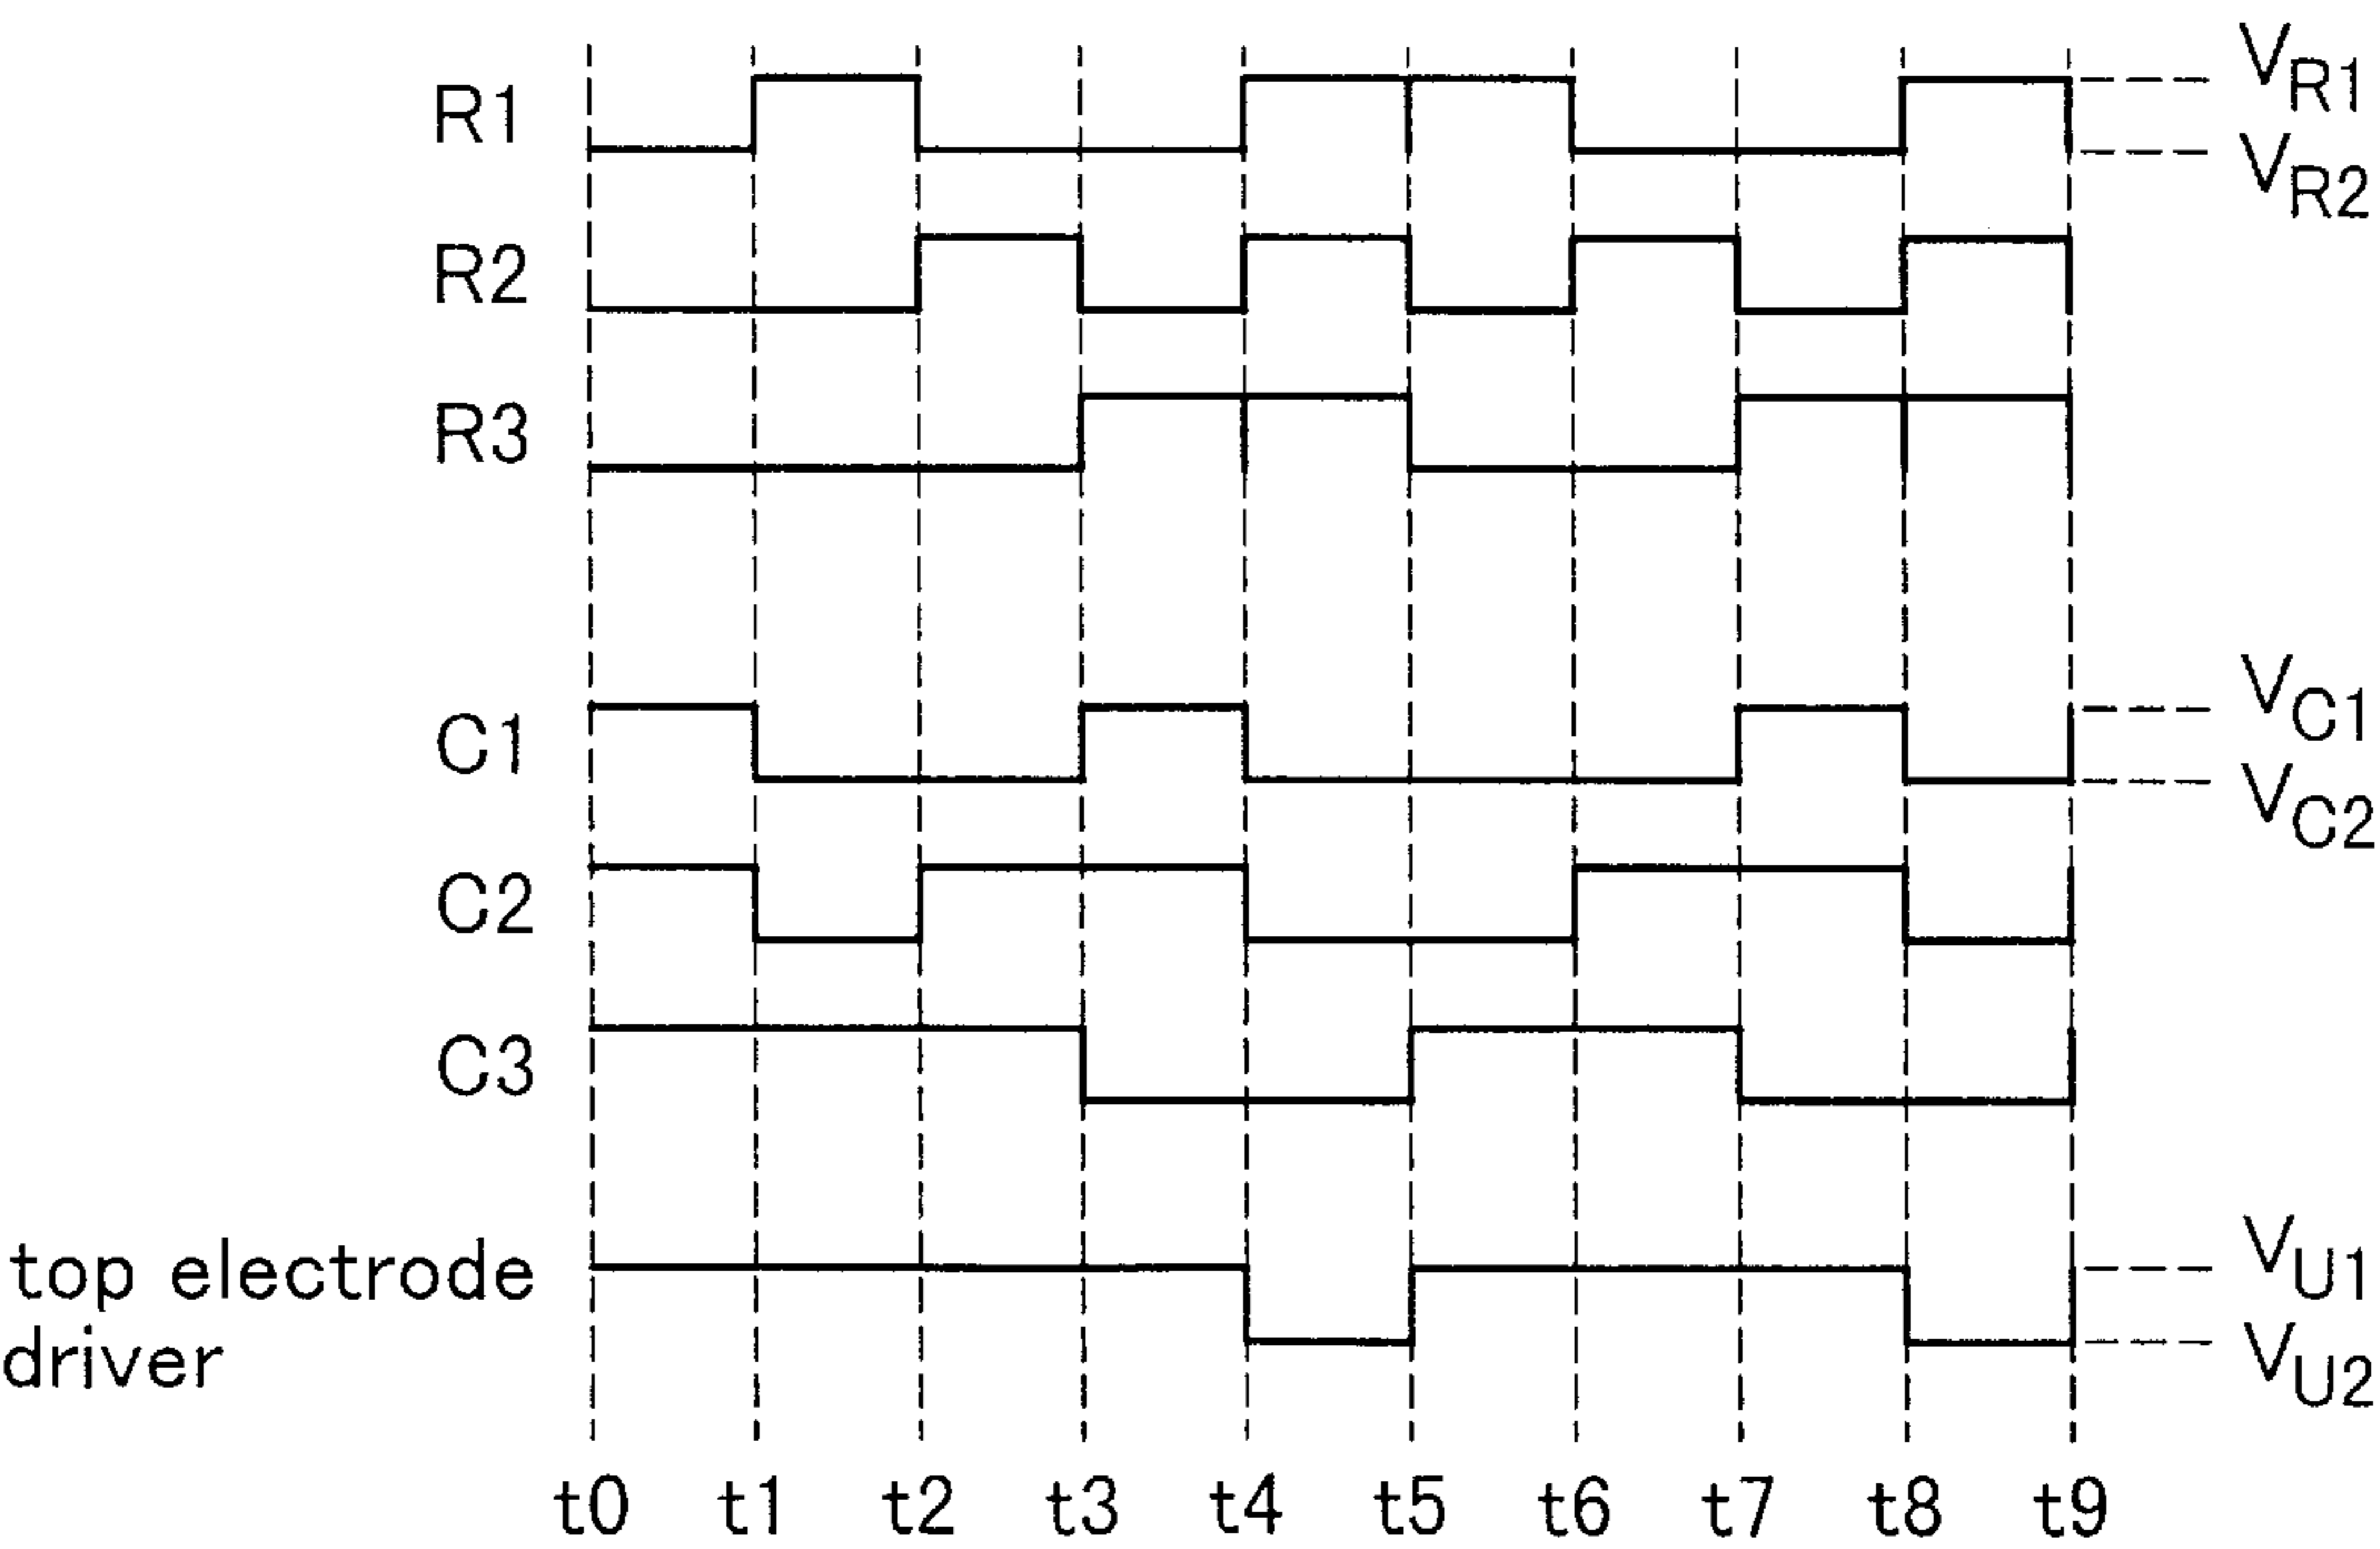 R1
VR1
VR2
R2
R3
C1
VC1
VC2
C2
C3
top electrode
driver
VU1
VU2
t0 t1 t2 t3 t4 t5 t6 t7 t8 t9